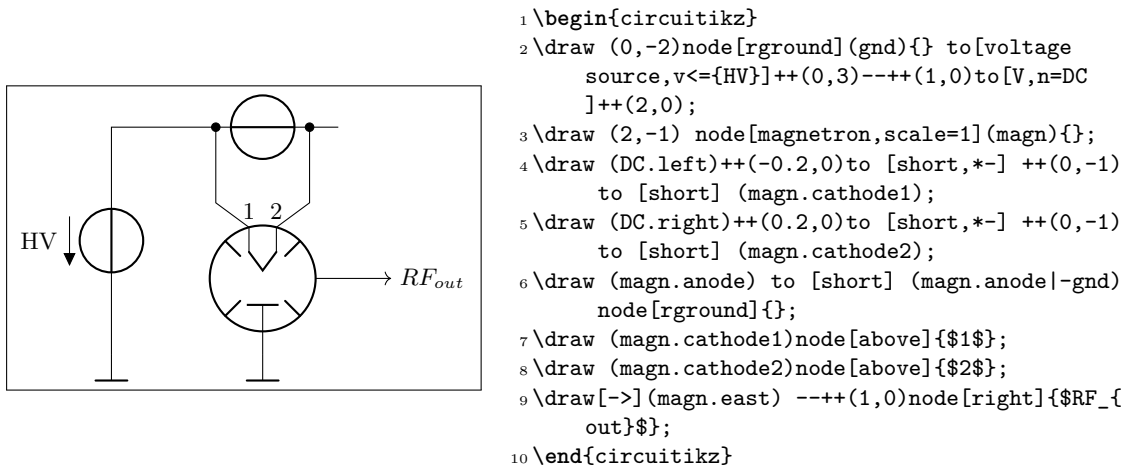 HV
1 2
RF_{out}
1 \begin{circuitikz}
2 \draw (0,-2)node[rground](gnd){} to[voltage
source,v<={HV}]++(0,3)--++(1,0)to[V,n=DC
]++(2,0);
3 \draw (2,-1) node[magnetron,scale=1](magn){};
4 \draw (DC.left)++(-0.2,0)to [short,*-] ++(0,-1)
to [short] (magn.cathode1);
5 \draw (DC.right)++(0.2,0)to [short,*-] ++(0,-1)
to [short] (magn.cathode2);
6 \draw (magn.anode) to [short] (magn.anode|-gnd)
node[rground]{};
7 \draw (magn.cathode1)node[above]{$1$};
8 \draw (magn.cathode2)node[above]{$2$};
9 \draw[->](magn.east) --++(1,0)node[right]{$RF_{
out}$};
10 \end{circuitikz}